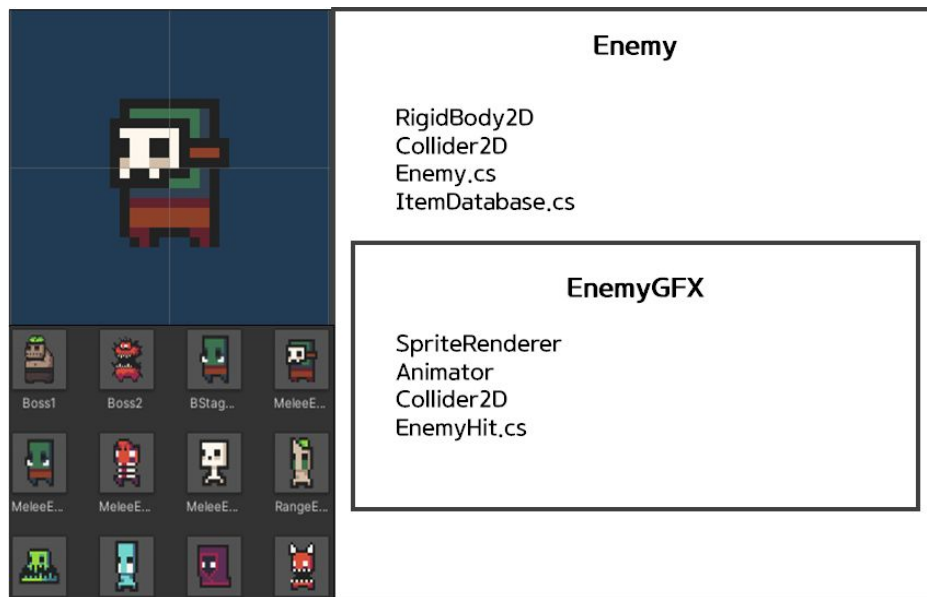 Enemy
RigidBody2D
Collider2D
Enemy.cs
ItemDatabase.cs
EnemyGFX
SpriteRenderer
Animator
Collider2D
EnemyHit.cs
Boss1
Boss2
BStag...
MeleeE...
MeleeE...
MeleeE...
MeleeE...
RangeE...